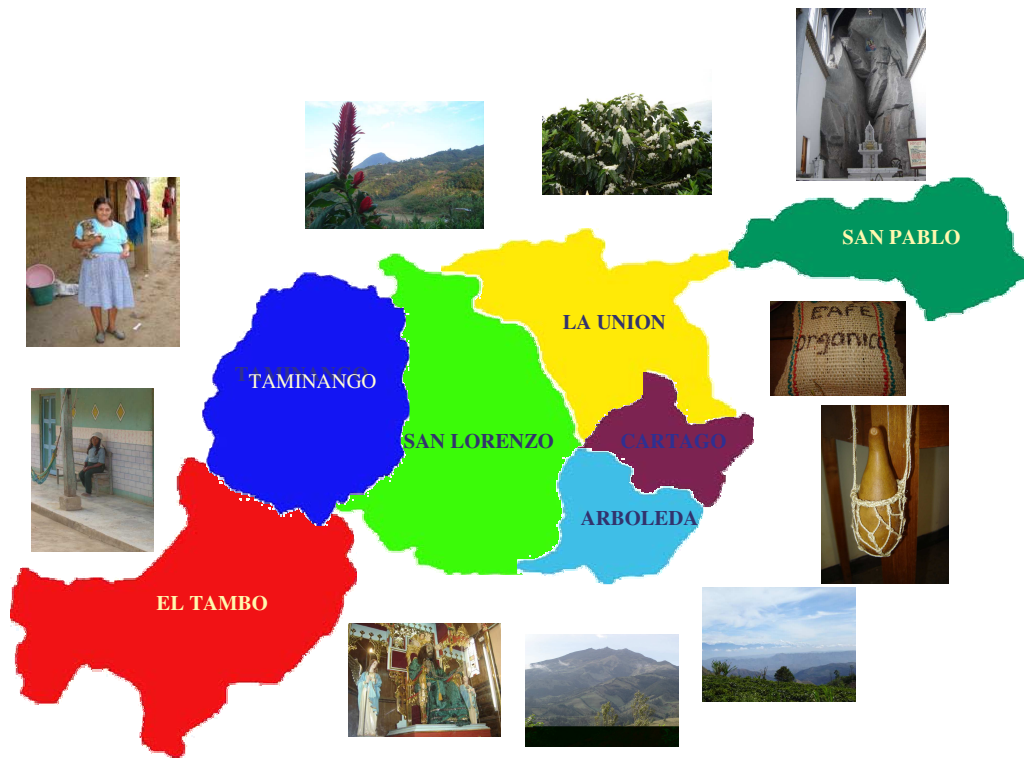 SAN PABLO
LA UNION
CAFE
organico
TAMINANGO
SAN LORENZO
CARTAGO
ARBOLEDA
EL TAMBO